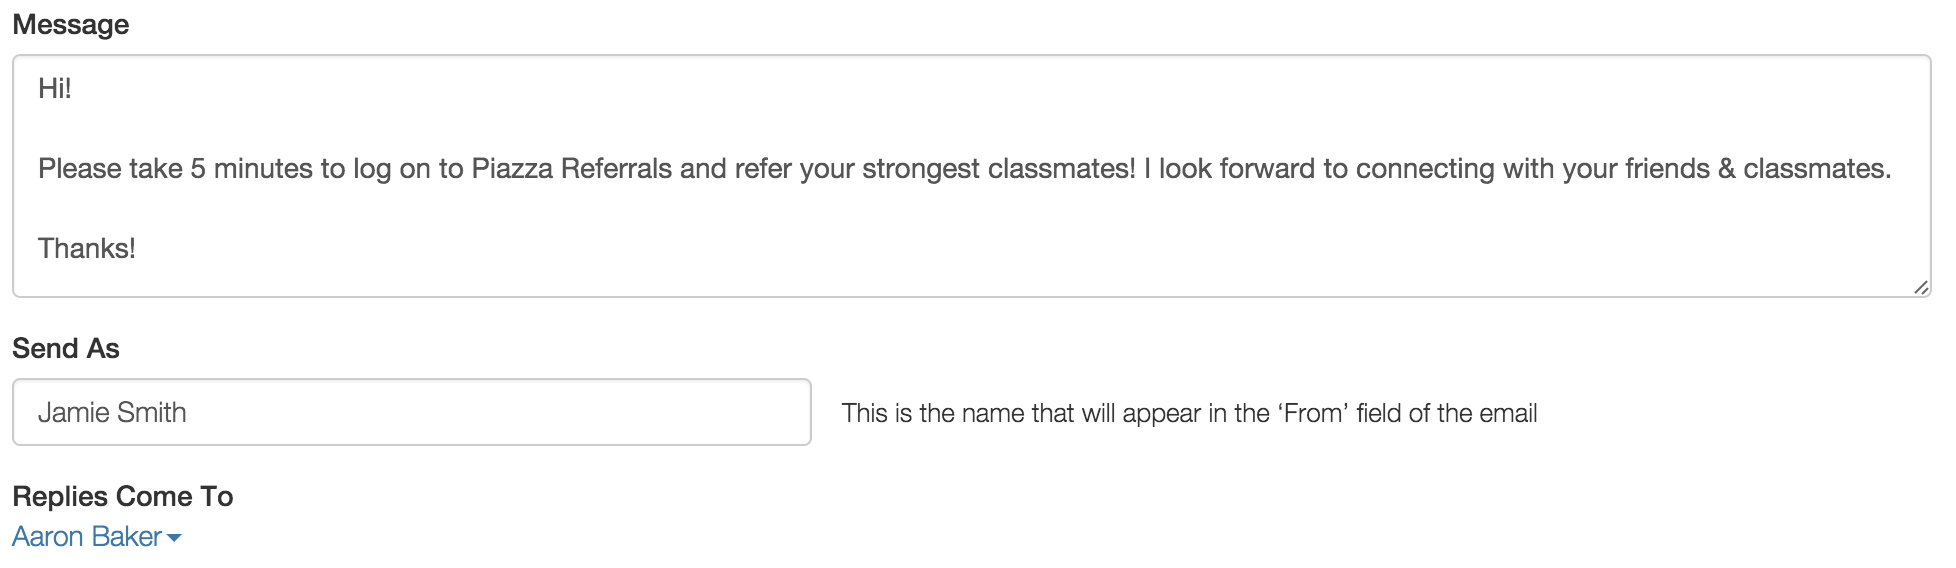 Message
Hi!
Please take 5 minutes to log on to Piazza Referrals and refer your strongest classmates! I look forward to connecting with your friends & classmates.
Thanks!
Send As
Jamie Smith
This is the name that will appear in the ‘From’ field of the email
Replies Come To
Aaron Baker